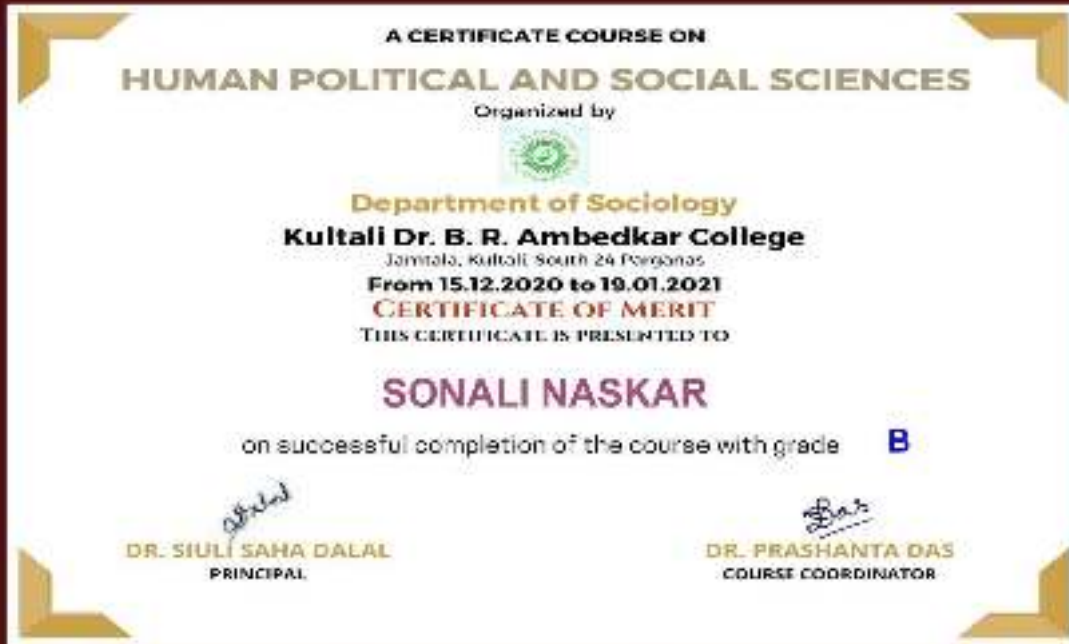 A CERTIFICATE COURSE ON
HUMAN POLITICAL AND SOCIAL SCIENCES
Organized by
Department of Sociology
Kultali Dr. B. R. Ambedkar College
Jamtala, Kultali, South 24 Parganas
From 15.12.2020 to 19.01.2021
CERTIFICATE OF MERIT
THIS CERTIFICATE IS PRESENTED TO
SONALI NASKAR
on successful completion of the course with grade B
DR. SIULI SAHA DALAL
PRINCIPAL
Das
DR. PRASHANTA DAS
COURSE COORDINATOR